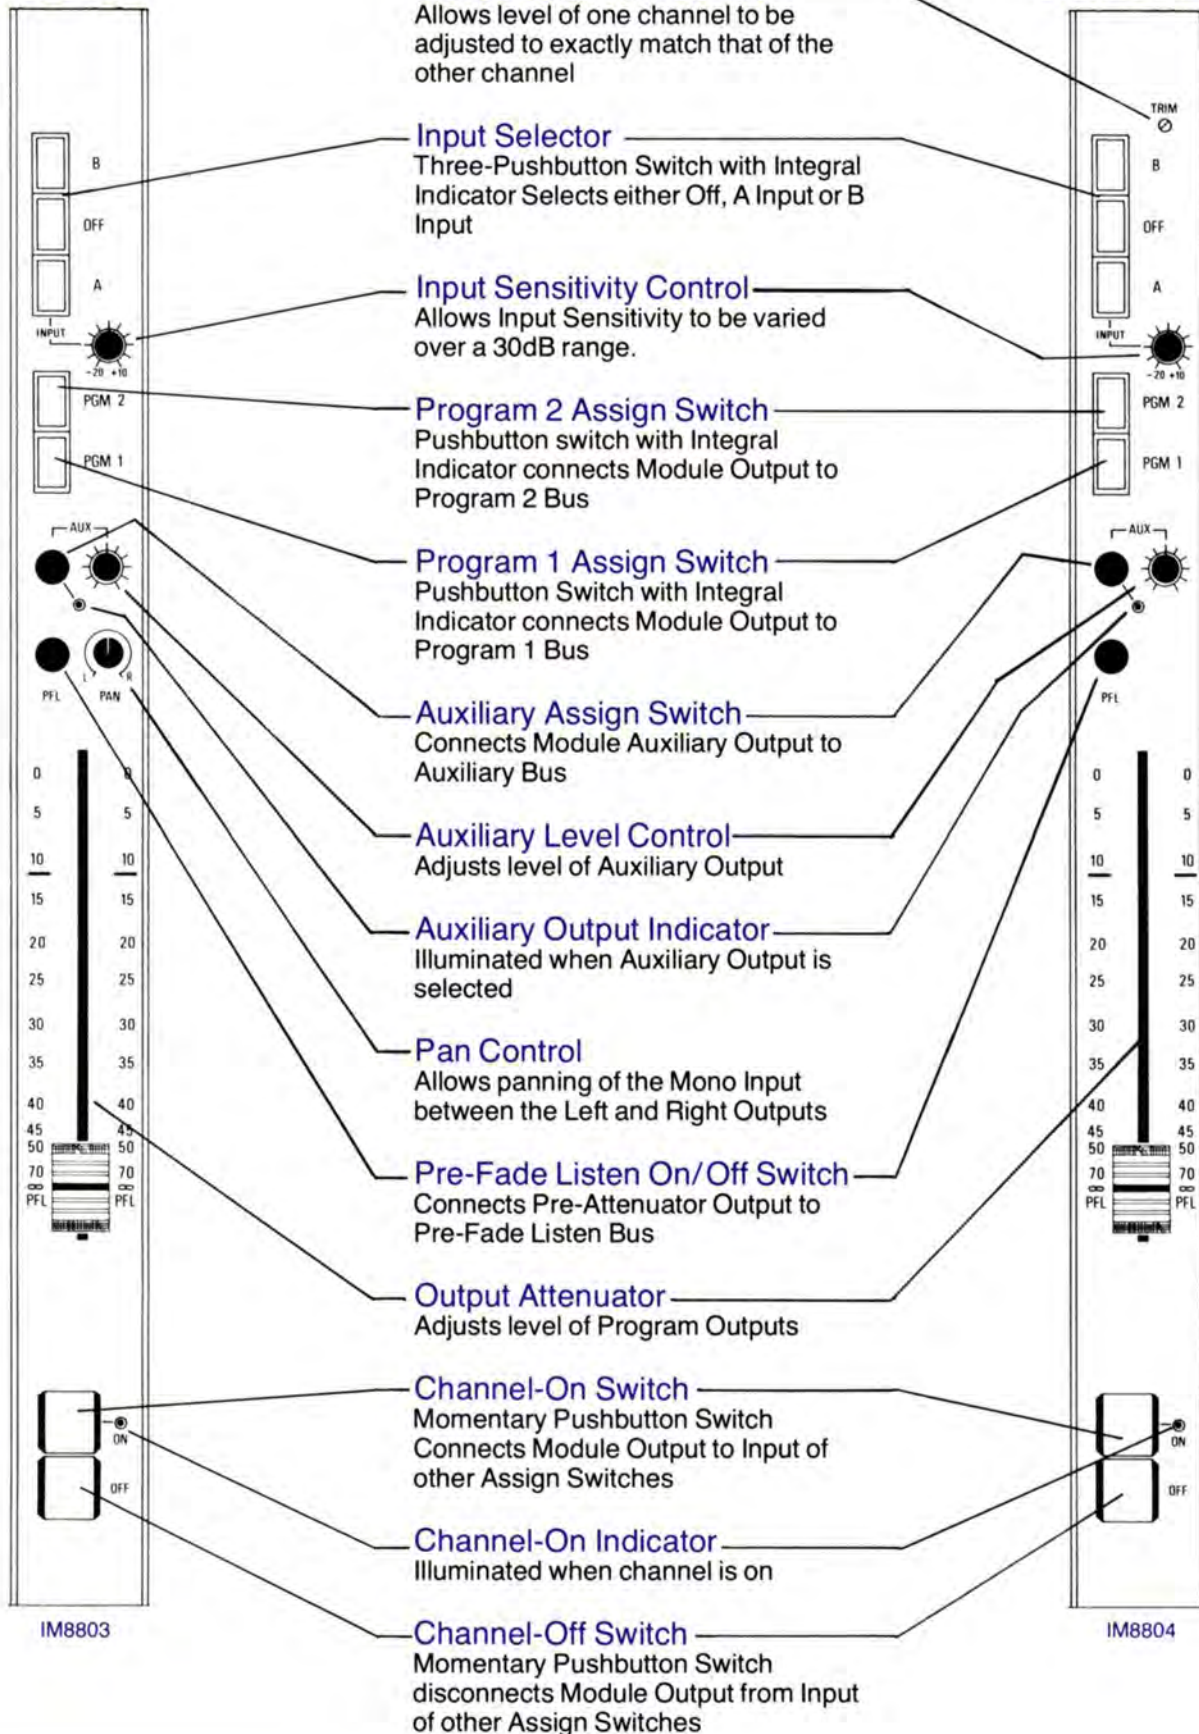 Allows level of one channel to be
adjusted to exactly match that of the
other channel
Input Selector
Three-Pushbutton Switch with Integral
Indicator Selects either Off, A Input or B
Input
Input Sensitivity Control
Allows Input Sensitivity to be varied
over a 30dB range.
Program 2 Assign Switch
Pushbutton switch with Integral
Indicator connects Module Output to
Program 2 Bus
Program 1 Assign Switch
Pushbutton Switch with Integral
Indicator connects Module Output to
Program 1 Bus
Auxiliary Assign Switch
Connects Module Auxiliary Output to
Auxiliary Bus
Auxiliary Level Control
Adjusts level of Auxiliary Output
Auxiliary Output Indicator
Illuminated when Auxiliary Output is
selected
Pan Control
Allows panning of the Mono Input
between the Left and Right Outputs
Pre-Fade Listen On/Off Switch
Connects Pre-Attenuator Output to
Pre-Fade Listen Bus
Output Attenuator
Adjusts level of Program Outputs
Channel-On Switch
Momentary Pushbutton Switch
Connects Module Output to Input of
other Assign Switches
Channel-On Indicator
Illuminated when channel is on
Channel-Off Switch
Momentary Pushbutton Switch
disconnects Module Output from Input
of other Assign Switches
B
OFF
A
INPUT
-20 +10
PGM 2
PGM 1
AUX
L R
PFL PAN
0 0
5 5
10 10
15 15
20 20
25 25
30 30
35 35
40 40
45 45
50 50
70 70
∞ ∞
PFL PFL
ON
OFF
IM8803
TRIM
B
OFF
A
INPUT
-20 +10
PGM 2
PGM 1
AUX
PFL
0 0
5 5
10 10
15 15
20 20
25 25
30 30
35 35
40 40
45 45
50 50
70 70
∞ ∞
PFL PFL
ON
OFF
IM8804